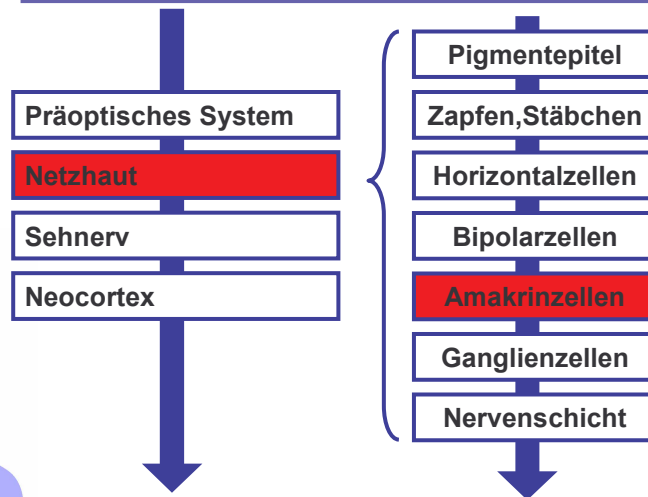 Präoptisches System
Netzhaut
Sehnerv
Neocortex
Pigmentepitel
Zapfen,Stäbchen
Horizontalzellen
Bipolarzellen
Amakrinzellen
Ganglienzellen
Nervenschicht